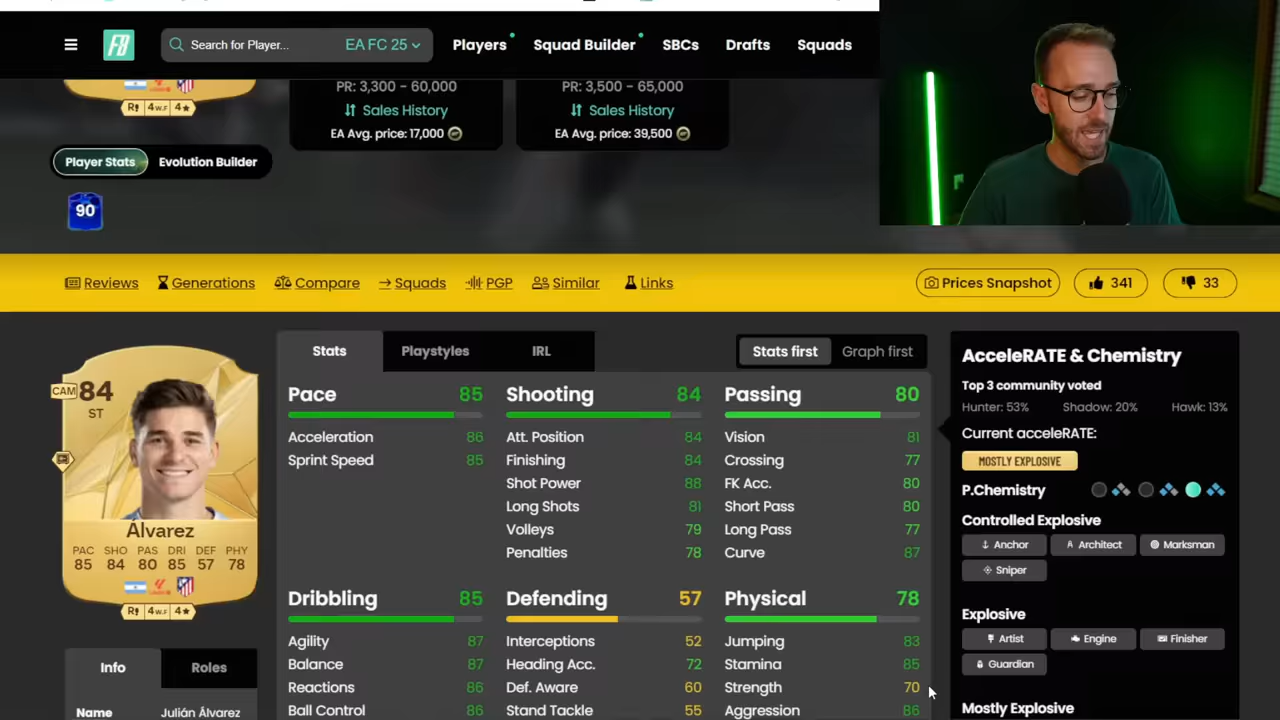 FB
Search for Player...
EA FC 25
Players
Squad Builder
SBCs
Drafts
Squads
R 4 W.F 4★
PR: 3,300 - 60,000
Sales History
EA Avg. price: 17,000
PR: 3,500 - 65,000
Sales History
EA Avg. price: 39,500
Player Stats
Evolution Builder
90
Reviews
Generations
Compare
Squads
PGP
Similar
Links
Prices Snapshot
341
33
CAM
84
ST
Álvarez
PAC SHO PAS DRI DEF PHY
85 84 80 85 57 78
R 4 W.F 4★
Info
Roles
Name Julián Álvarez
Stats
Playstyles
IRL
Stats first
Graph first
Pace 85
Acceleration 86
Sprint Speed 85
Shooting 84
Att. Position 84
Finishing 84
Shot Power 88
Long Shots 81
Volleys 79
Penalties 78
Passing 80
Vision 81
Crossing 77
FK Acc. 80
Short Pass 80
Long Pass 77
Curve 87
Dribbling 85
Agility 87
Balance 87
Reactions 86
Ball Control 86
Defending 57
Interceptions 52
Heading Acc. 72
Def. Aware 60
Stand Tackle 55
Physical 78
Jumping 83
Stamina 85
Strength 70
Aggression 86
AcceleRATE & Chemistry
Top 3 community voted
Hunter: 53% Shadow: 20% Hawk: 13%
Current acceleRATE:
MOSTLY EXPLOSIVE
P.Chemistry
Controlled Explosive
Anchor
Architect
Marksman
Sniper
Explosive
Artist
Engine
Finisher
Guardian
Mostly Explosive